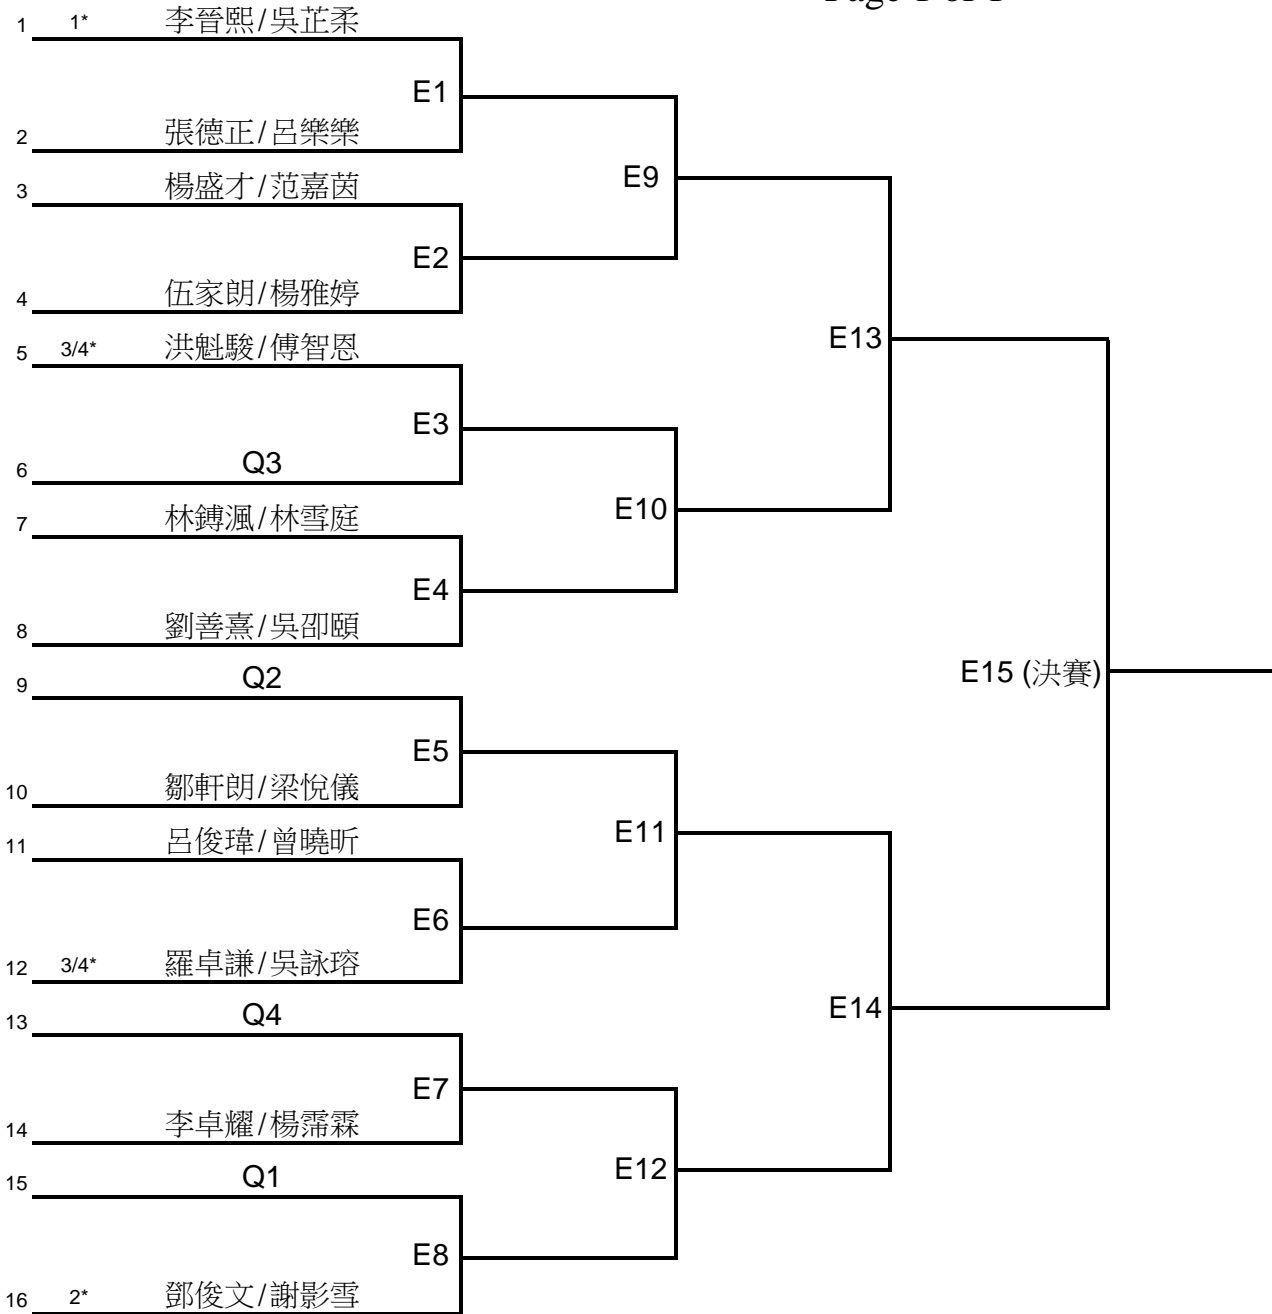 Page 1 of 1
1 1* 李晉熙/吳芷柔
E1
2 張德正/呂樂樂
3 楊盛才/范嘉茵
E9
E2
4 伍家朗/楊雅婷
E13
5 3/4* 洪魁駿/傅智恩
E3
6 Q3
7 林鎛渢/林雪庭
E10
E4
8 劉善熹/吳卲頤
9 Q2
E15 (決賽)
E5
10 鄒軒朗/梁悅儀
11 呂俊瑋/曾曉昕
E11
E6
12 3/4* 羅卓謙/吳詠瑢
13 Q4
E14
E7
14 李卓耀/楊霈霖
15 Q1
E12
E8
16 2* 鄧俊文/謝影雪